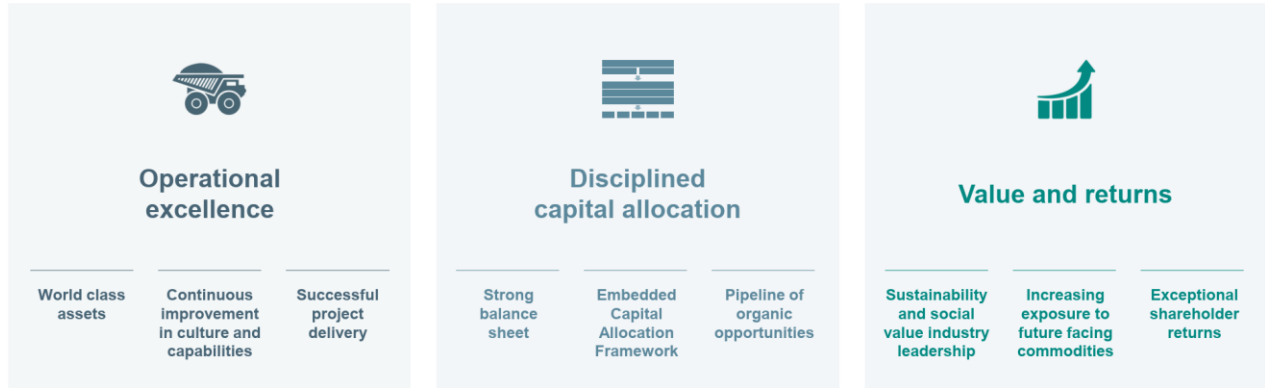 Operational
excellence
World class
assets
Continuous
improvement
in culture and
capabilities
Successful
project
delivery
Disciplined
capital allocation
Strong
balance
sheet
Embedded
Capital
Allocation
Framework
Pipeline of
organic
opportunities
Value and returns
Sustainability
and social
value industry
leadership
Increasing
exposure to
future facing
commodities
Exceptional
shareholder
returns